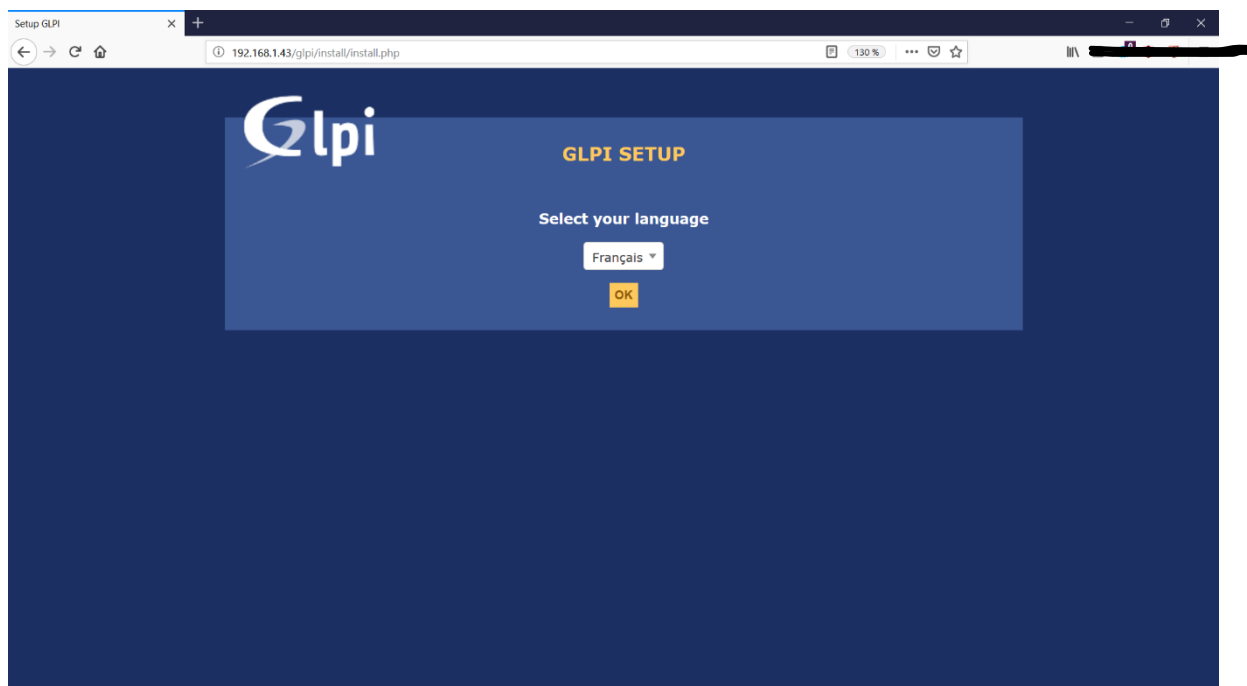 Setup GLPI
192.168.1.43/glpi/install/install.php
130 %
Glpi
GLPI SETUP
Select your language
Français
OK